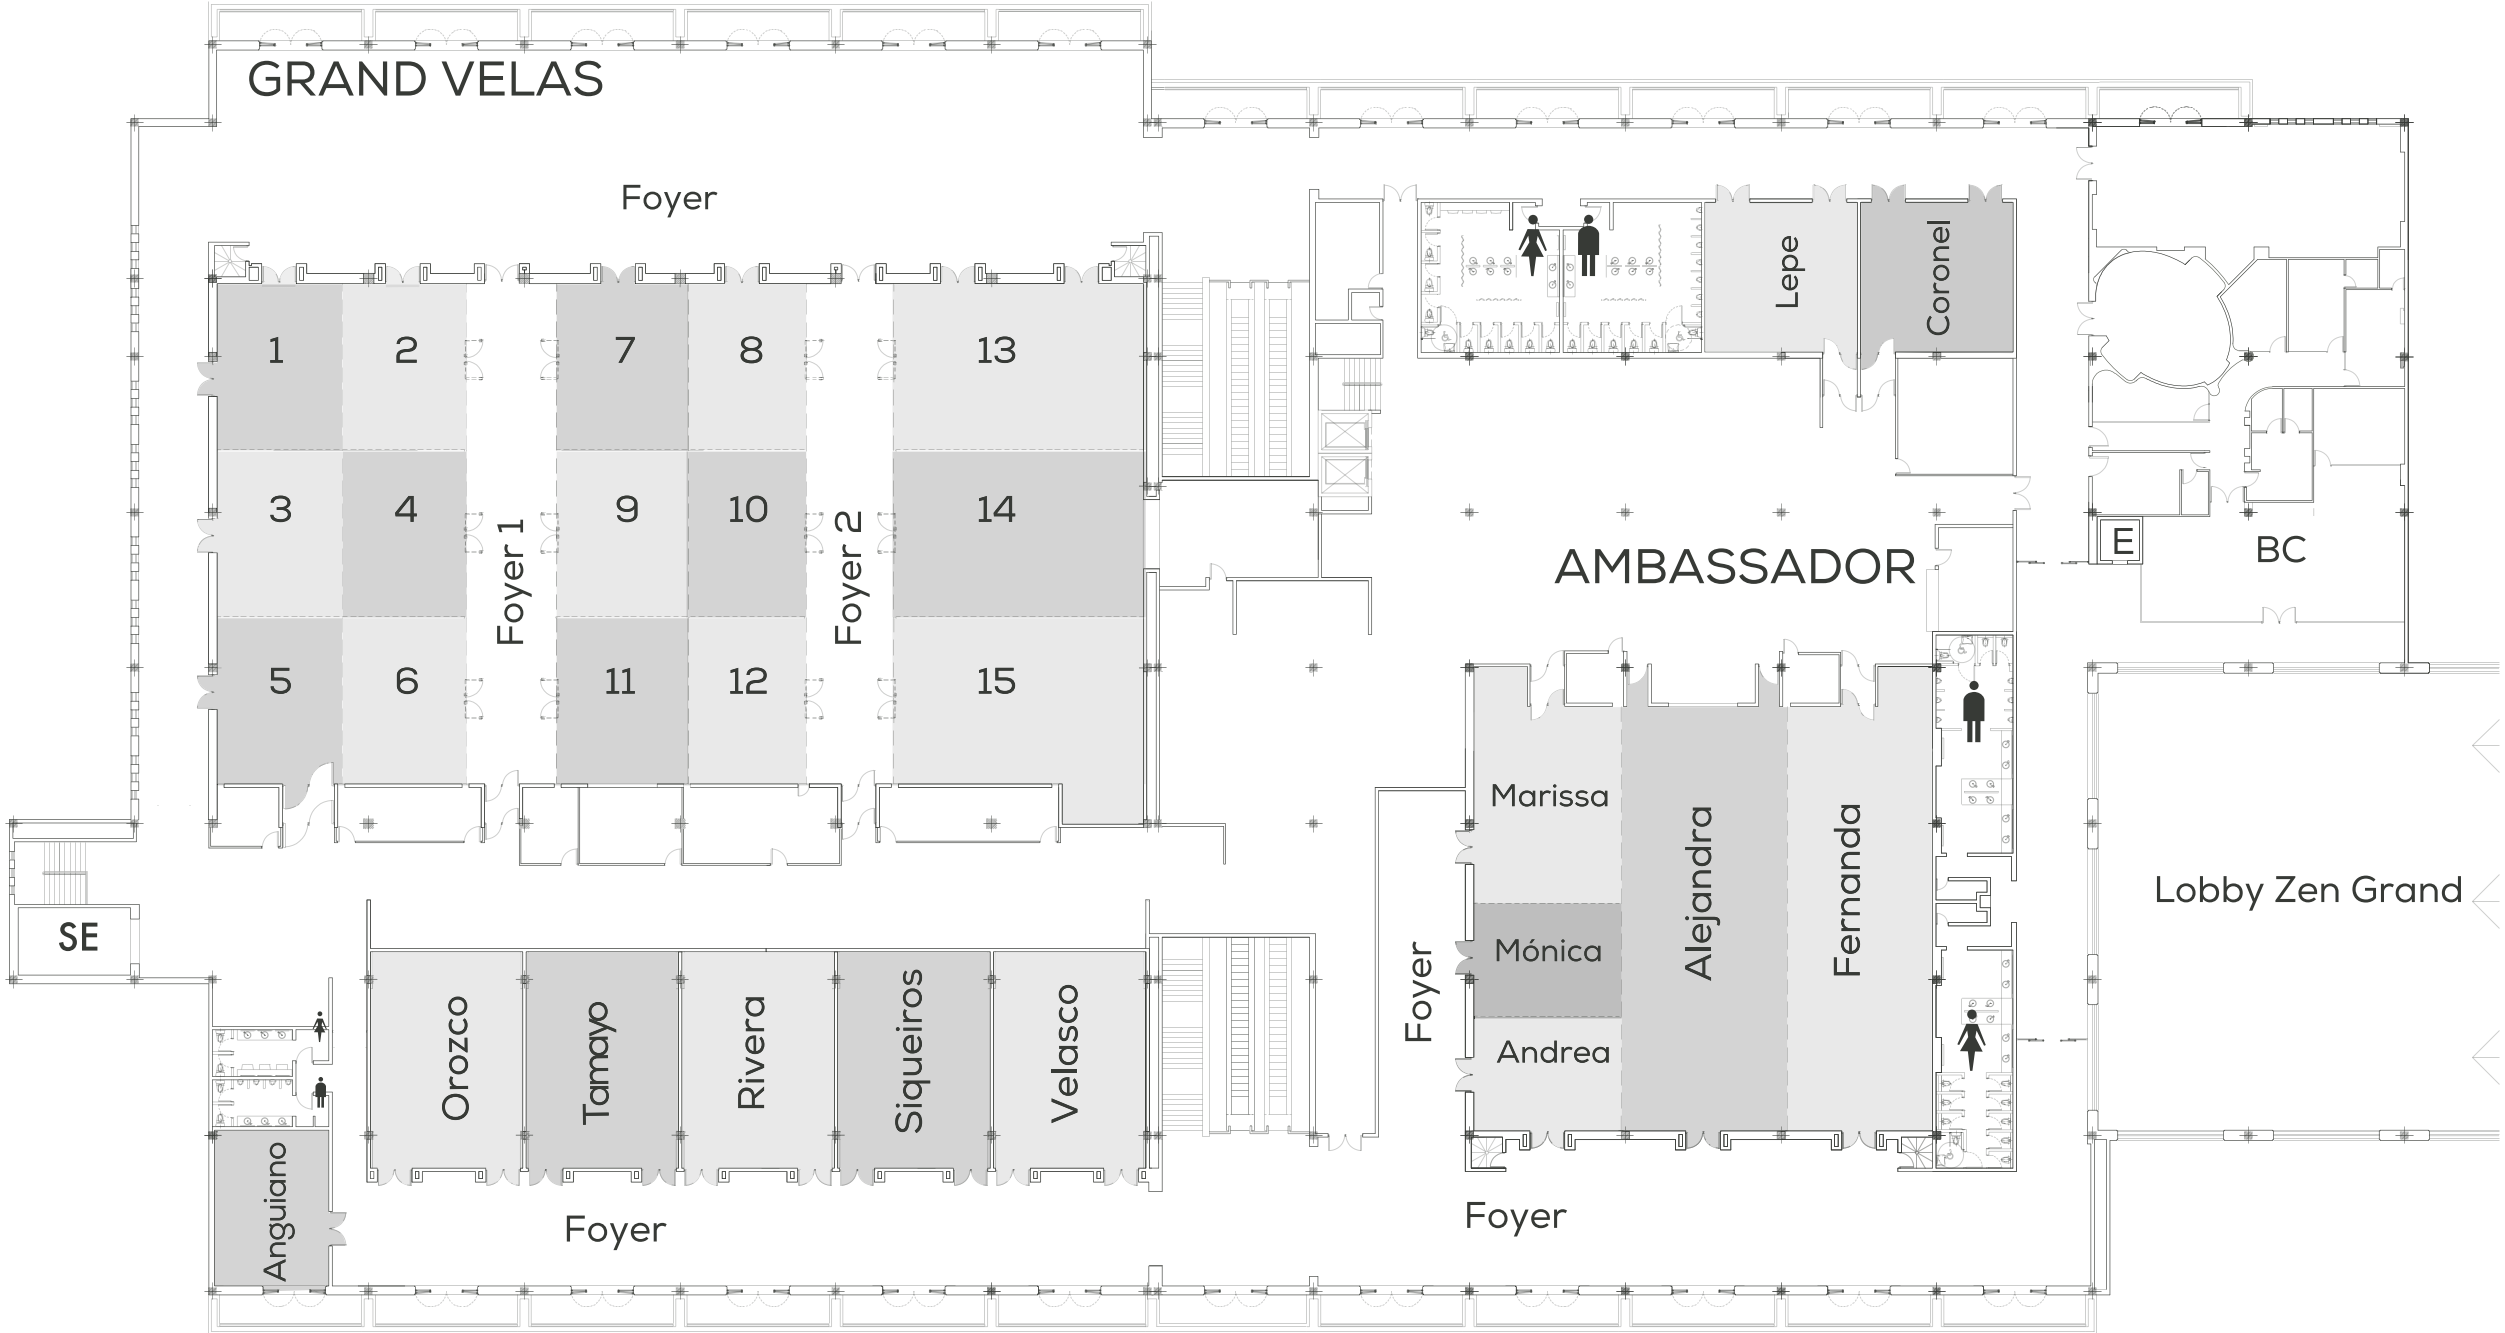 GRAND VELAS
Foyer
Lepe
Coronel
1
2
7
8
13
3
4
9
10
14
Foyer 1
Foyer 2
AMBASSADOR
E
BC
5
6
11
12
15
Marissa
Alejandra
Fernanda
Lobby Zen Grand
SE
Mónica
Foyer
Andrea
Orozco
Tamayo
Rivera
Siqueiros
Velasco
Anguiano
Foyer
Foyer